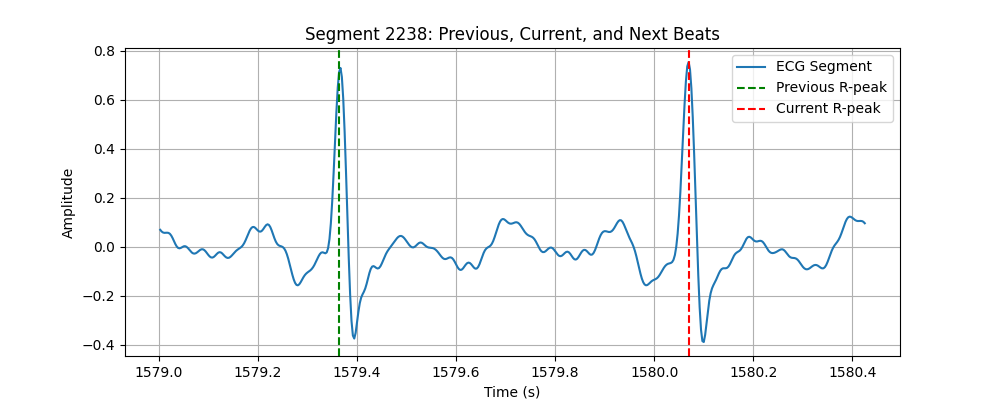 Segment 2238: Previous, Current, and Next Beats
ECG Segment
Previous R-peak
Current R-peak
Amplitude
0.8
0.6
0.4
0.2
0.0
−0.2
−0.4
1579.0 1579.2 1579.4 1579.6 1579.8 1580.0 1580.2 1580.4
Time (s)